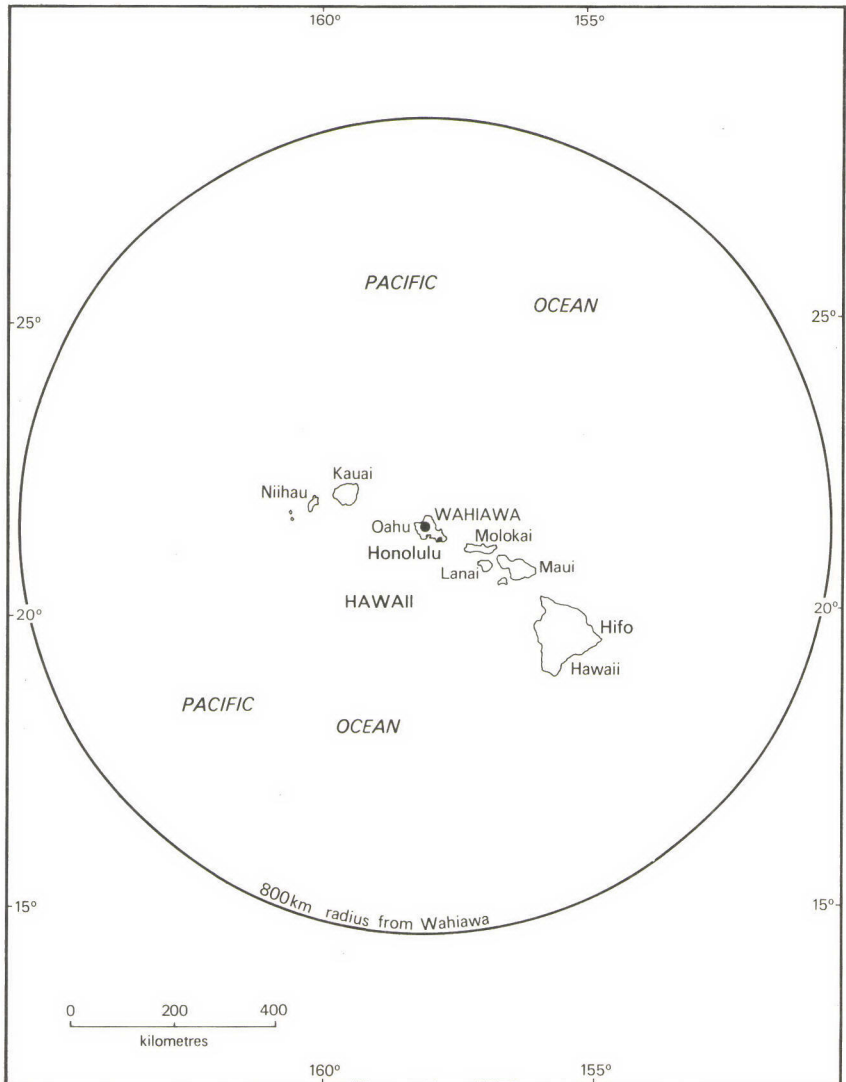 160° 155°
PACIFIC
OCEAN
25° 25°
Kauai
Niihau
WAHIAWA
Oahu
Molokai
Honolulu
Lanai Maui
HAWAII
20° 20°
Hifo
Hawaii
PACIFIC
OCEAN
800km radius from Wahiawa
15° 15°
0 200 400
kilometres
160° 155°